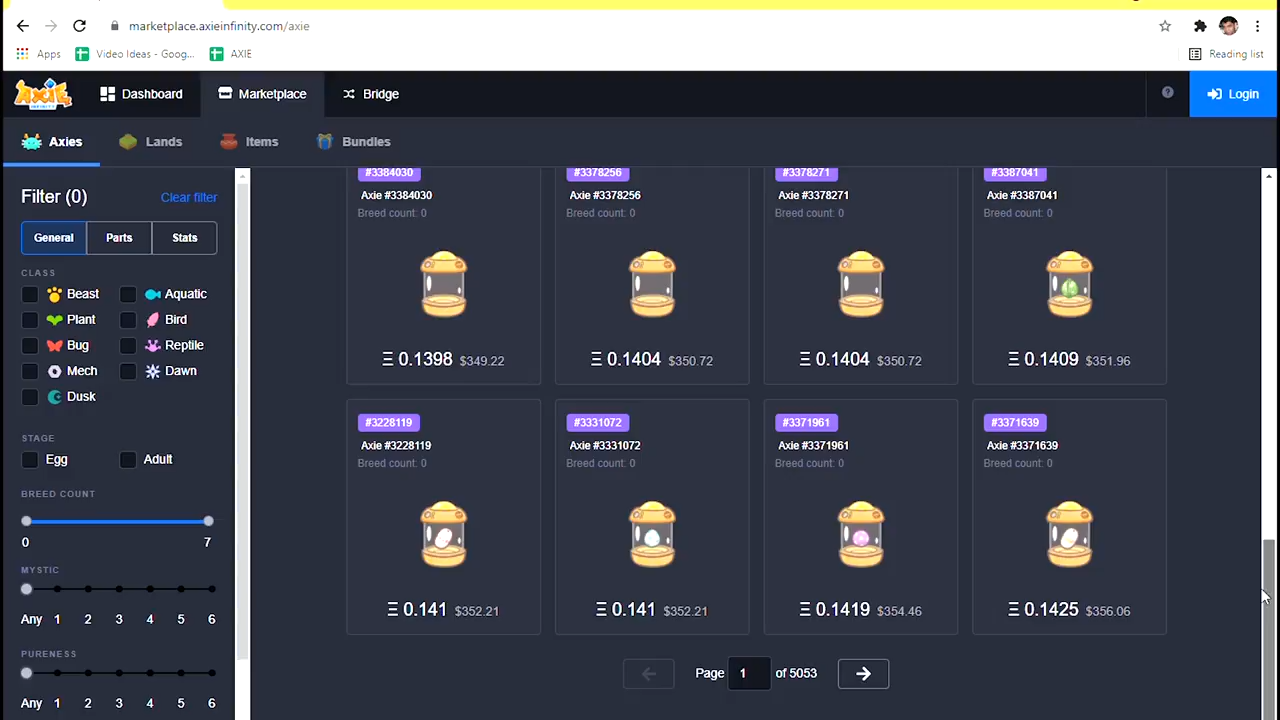 marketplace.axieinfinity.com/axie
Apps Video Ideas - Goog... AXIE Reading list
AXIE INFINITY Dashboard Marketplace Bridge Login
Axies Lands Items Bundles
Filter (0) Clear filter
General Parts Stats
CLASS
Beast Aquatic
Plant Bird
Bug Reptile
Mech Dawn
Dusk
STAGE
Egg Adult
BREED COUNT
0 7
MYSTIC
Any 1 2 3 4 5 6
PURENESS
Any 1 2 3 4 5 6
#3384030 #3378256 #3378271 #3387041
Axie #3384030 Axie #3378256 Axie #3378271 Axie #3387041
Breed count: 0 Breed count: 0 Breed count: 0 Breed count: 0
Ξ 0.1398 $349.22 Ξ 0.1404 $350.72 Ξ 0.1404 $350.72 Ξ 0.1409 $351.96
#3228119 #3331072 #3371961 #3371639
Axie #3228119 Axie #3331072 Axie #3371961 Axie #3371639
Breed count: 0 Breed count: 0 Breed count: 0 Breed count: 0
Ξ 0.141 $352.21 Ξ 0.141 $352.21 Ξ 0.1419 $354.46 Ξ 0.1425 $356.06
Page 1 of 5053